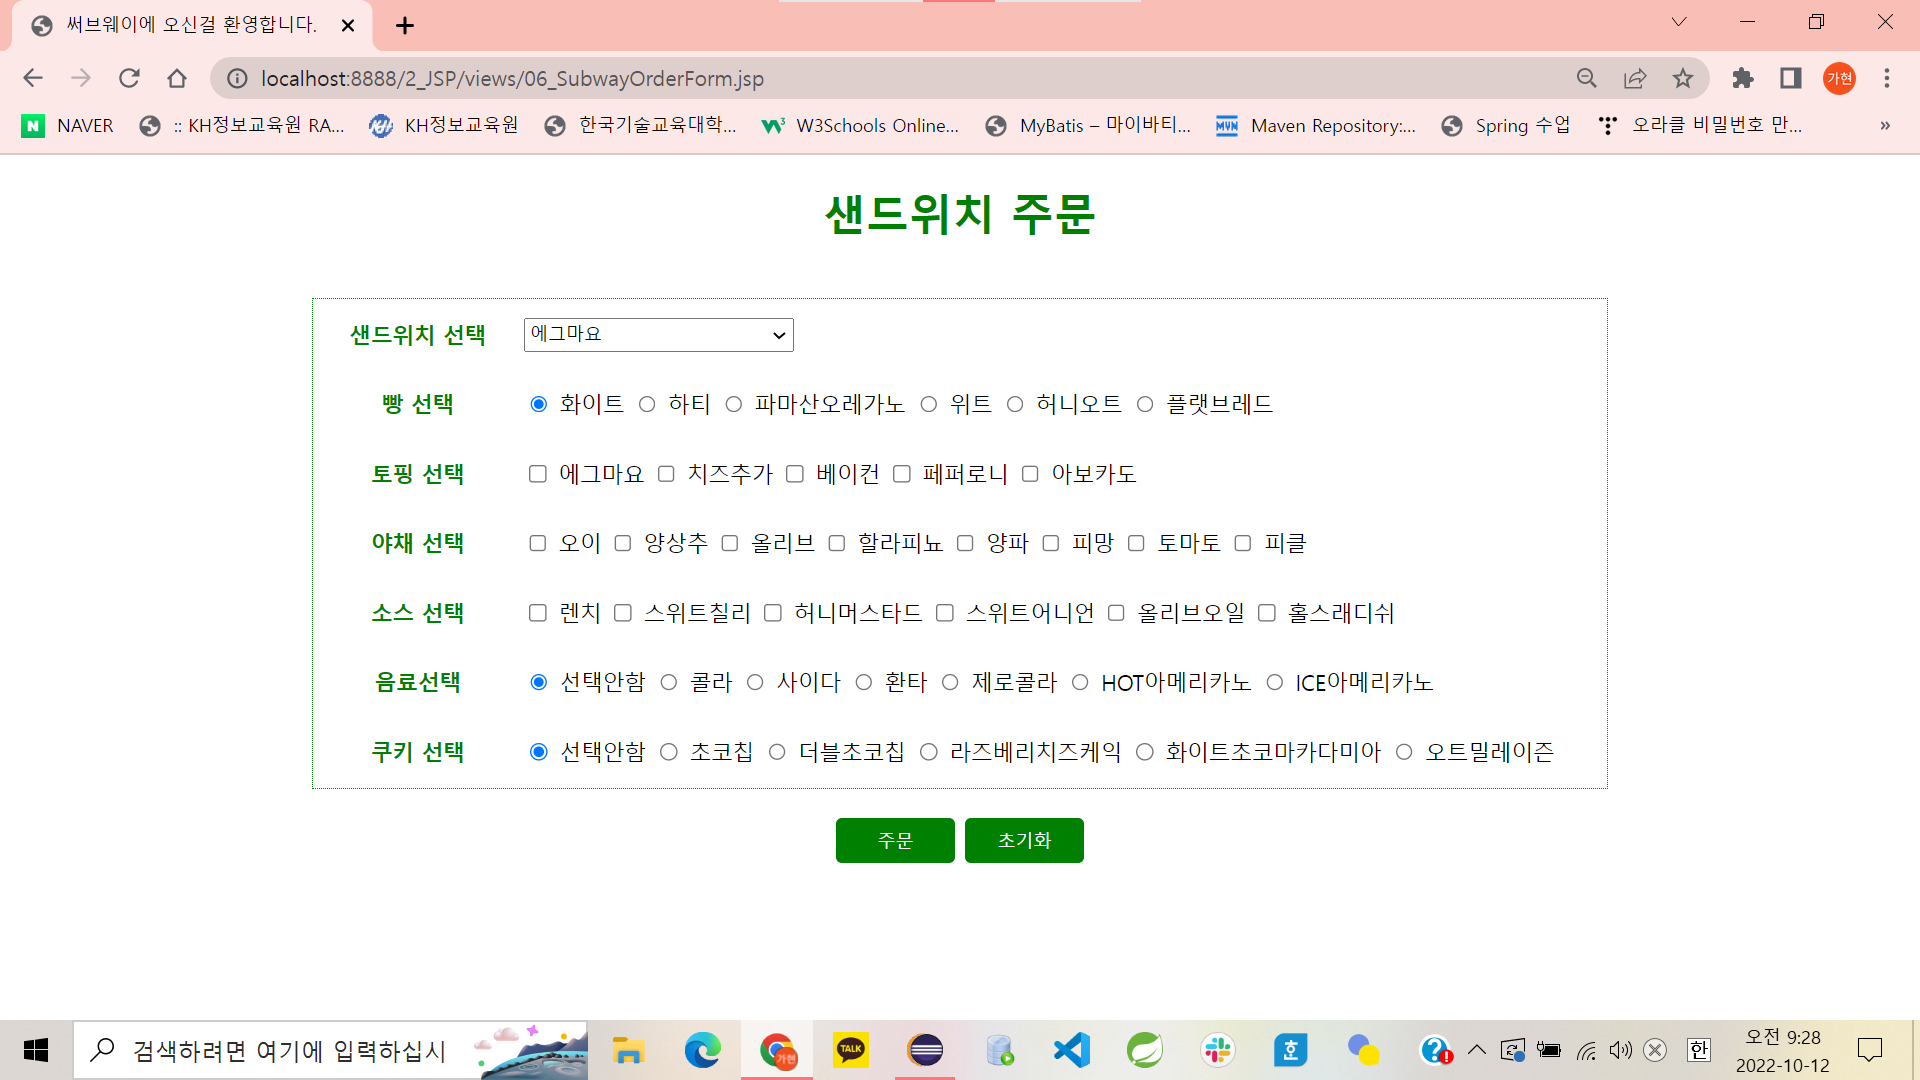 써브웨이에 오신걸 환영합니다.
localhost:8888/2_JSP/views/06_SubwayOrderForm.jsp
가현
N NAVER :: KH정보교육원 RA... KH KH정보교육원 한국기술교육대학... W3Schools Online... MyBatis – 마이바티... MVN Maven Repository:... Spring 수업 오라클 비밀번호 만... »
샌드위치 주문
샌드위치 선택 에그마요
빵 선택 화이트 하티 파마산오레가노 위트 허니오트 플랫브레드
토핑 선택 에그마요 치즈추가 베이컨 페퍼로니 아보카도
야채 선택 오이 양상추 올리브 할라피뇨 양파 피망 토마토 피클
소스 선택 렌치 스위트칠리 허니머스타드 스위트어니언 올리브오일 홀스래디쉬
음료선택 선택안함 콜라 사이다 환타 제로콜라 HOT아메리카노 ICE아메리카노
쿠키 선택 선택안함 초코칩 더블초코칩 라즈베리치즈케익 화이트초코마카다미아 오트밀레이즌
주문 초기화
검색하려면 여기에 입력하십시 가현 TALK 호 한 오전 9:28
2022-10-12